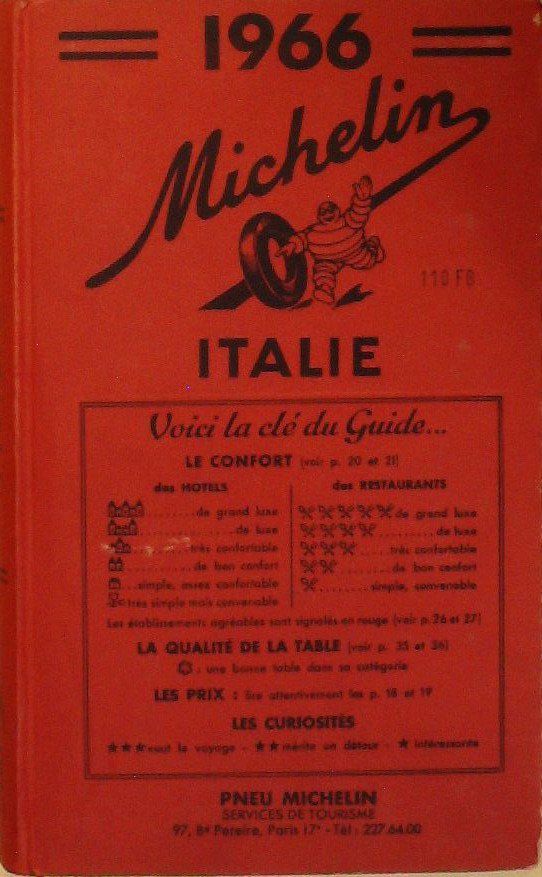 1966
Michelin
110 FB
ITALIE
Voici la clé du Guide...
LE CONFORT (voir p. 20 et 21)
des HOTELS
.........de grand luxe
................de luxe
.......très confortable
...........de bon confort
...simple, assez confortable
très simple mais convenable
des RESTAURANTS
de grand luxe
.........de luxe
.....très confortable
........de bon confort
.........simple, convenable
Les établissements agréables sont signalés en rouge (voir p. 26 et 27)
LA QUALITÉ DE LA TABLE (voir p. 35 et 36)
: une bonne table dans sa catégorie
LES PRIX : lire attentivement les p. 18 et 19
LES CURIOSITÉS
★★★ vaut le voyage - ★★ mérite un détour - ★ intéressante
PNEU MICHELIN
SERVICES DE TOURISME
97, Bd Pereire, Paris 17e - Tél : 227.64.00